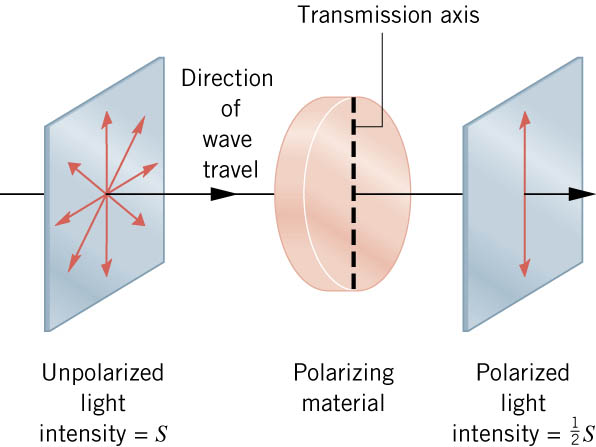 Transmission axis
Direction
of
wave
travel
Unpolarized
light
intensity = S
Polarizing
material
Polarized
light
intensity = ½S